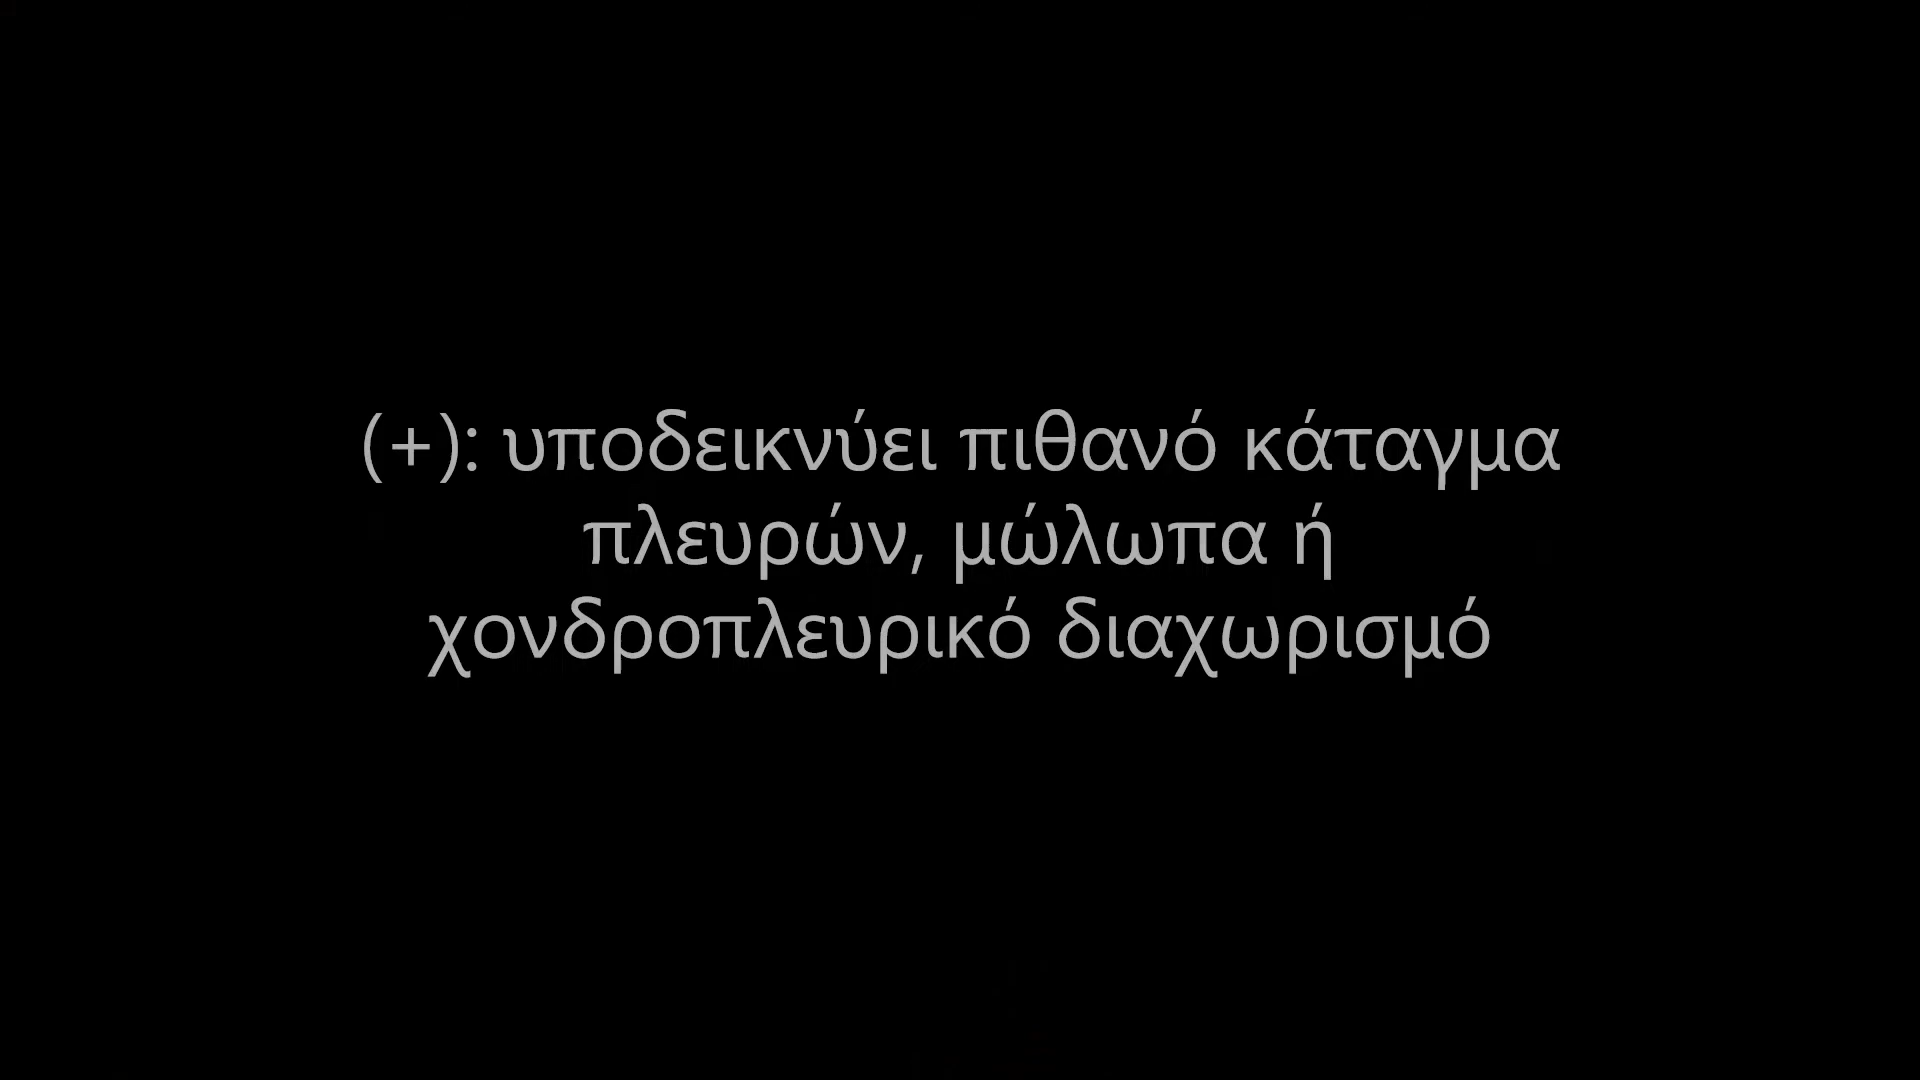 (+): υποδεικνύει πιθανό κάταγμα
πλευρών, μώλωπα ή
χονδροπλευρικό διαχωρισμό